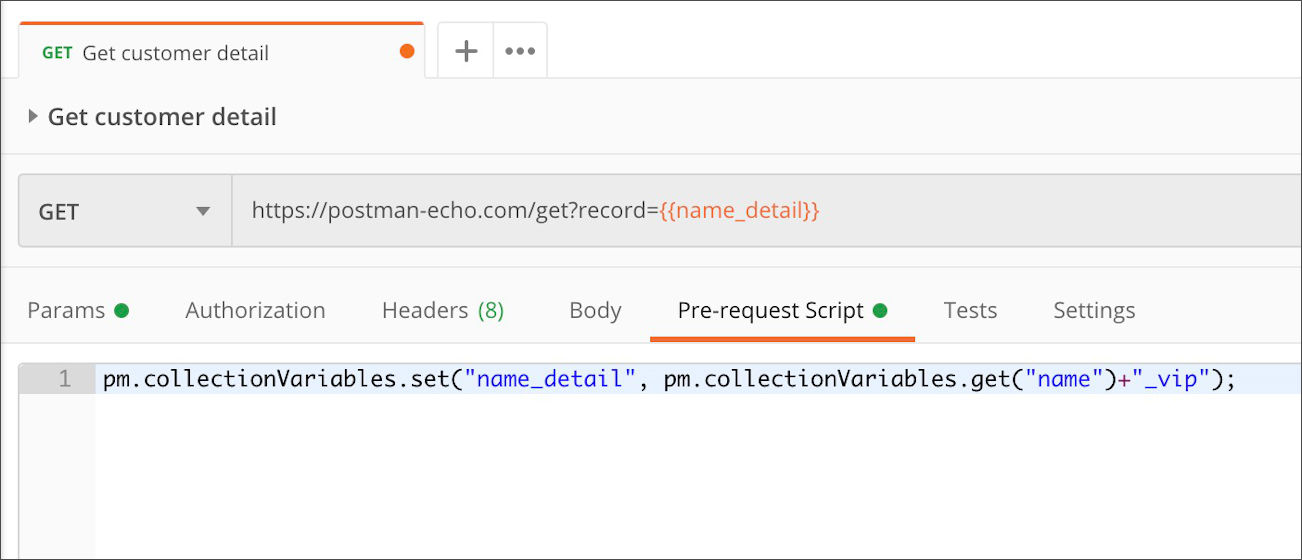 GET Get customer detail
Get customer detail
GET https://postman-echo.com/get?record={{name_detail}}
Params Authorization Headers (8) Body Pre-request Script Tests Settings
1 pm.collectionVariables.set("name_detail", pm.collectionVariables.get("name")+"_vip");